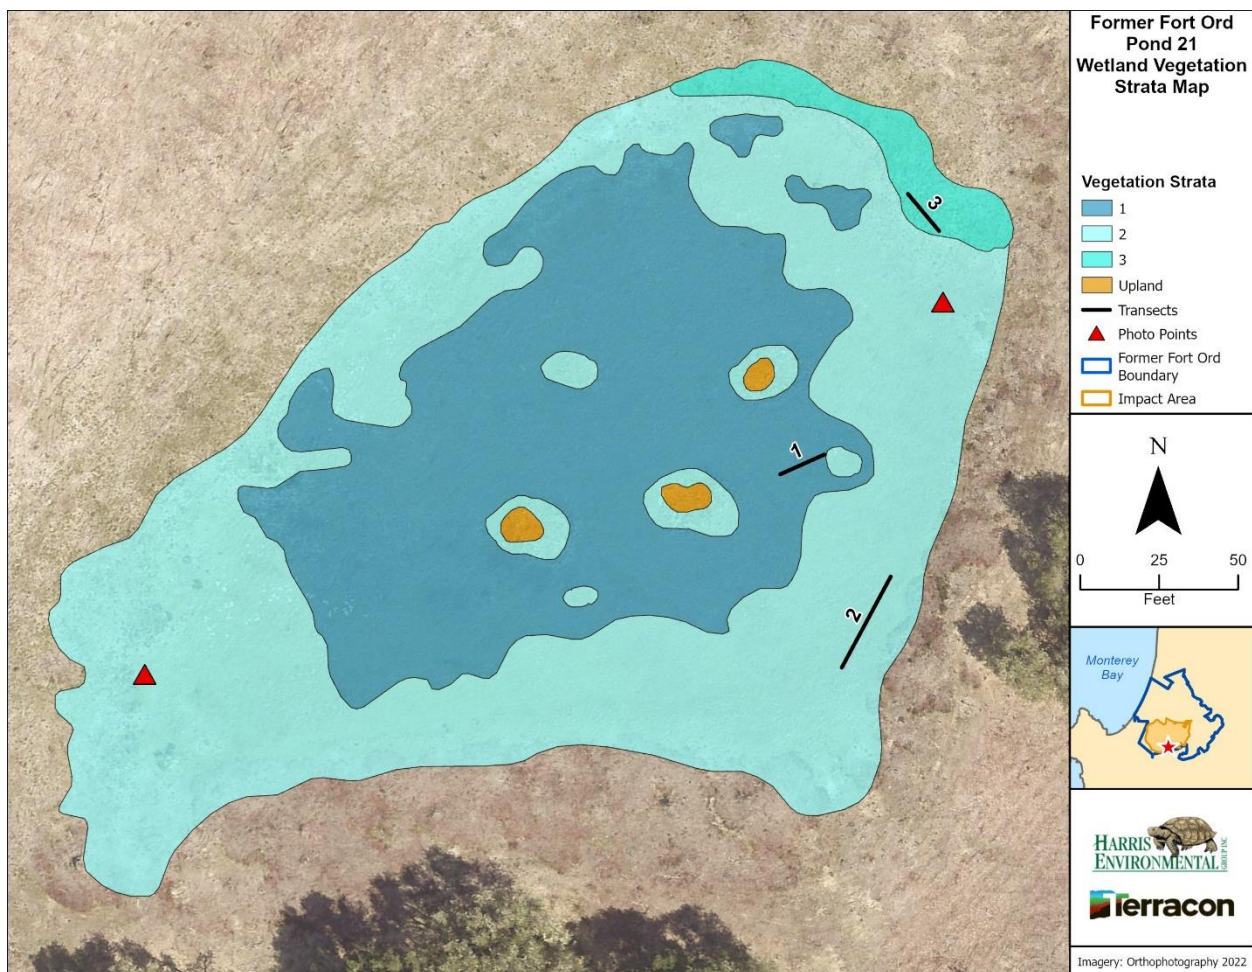 Former Fort Ord
Pond 21
Wetland Vegetation
Strata Map
Vegetation Strata
1
2
3
Upland
Transects
Photo Points
Former Fort Ord
Boundary
Impact Area
N
0 25 50
Feet
Monterey
Bay
HARRIS
ENVIRONMENTAL
GROUP INC
Terracon
Imagery: Orthophotography 2022
3
1
2